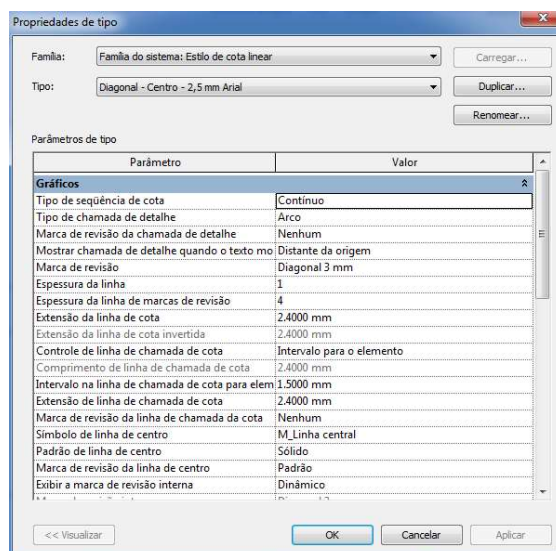 Propriedades de tipo
Família: Família do sistema: Estilo de cota linear Carregar...
Tipo: Diagonal - Centro - 2,5 mm Arial Duplicar...
Renomear...
Parâmetros de tipo
Parâmetro Valor
Gráficos
Tipo de seqüência de cota Contínuo
Tipo de chamada de detalhe Arco
Marca de revisão da chamada de detalhe Nenhum
Mostrar chamada de detalhe quando o texto mo Distante da origem
Marca de revisão Diagonal 3 mm
Espessura da linha 1
Espessura da linha de marcas de revisão 4
Extensão da linha de cota 2.4000 mm
Extensão da linha de cota invertida 2.4000 mm
Controle de linha de chamada de cota Intervalo para o elemento
Comprimento de linha de chamada de cota 2.4000 mm
Intervalo na linha de chamada de cota para elem 1.5000 mm
Extensão de linha de chamada de cota 2.4000 mm
Marca de revisão da linha de chamada da cota Nenhum
Símbolo de linha de centro M_Linha central
Padrão de linha de centro Sólido
Marca de revisão da linha de centro Padrão
Exibir a marca de revisão interna Dinâmico
<< Visualizar OK Cancelar Aplicar